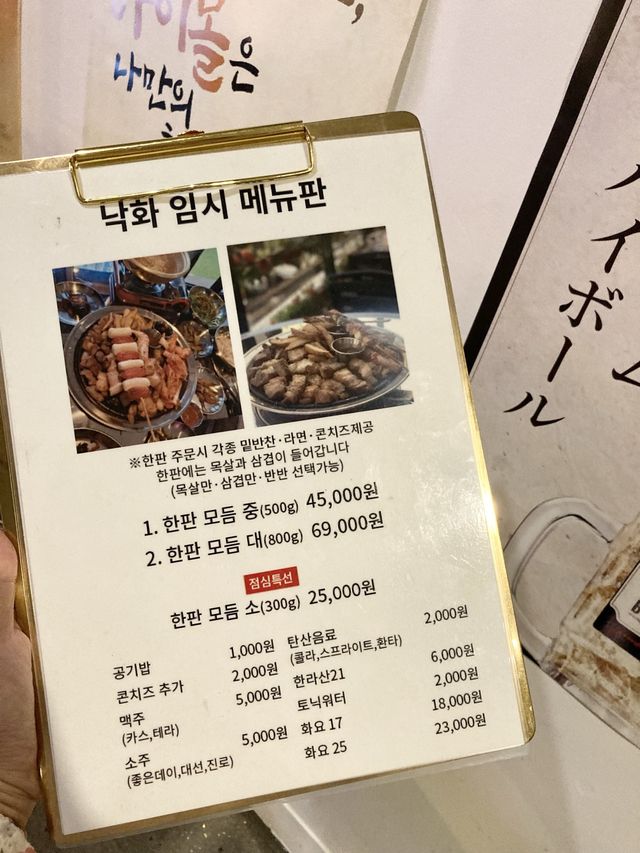 은
나만의
낙화 임시 메뉴판
※한판 주문시 각종 밑반찬·라면·콘치즈제공
한판에는 목살과 삼겹이 들어갑니다
(목살만·삼겹만·반반 선택가능)
1. 한판 모듬 중(500g) 45,000원
2. 한판 모듬 대(800g) 69,000원
점심특선
한판 모듬 소(300g) 25,000원
공기밥 1,000원
콘치즈 추가 2,000원
맥주 5,000원
(카스,테라)
소주 5,000원
(좋은데이,대선,진로)
탄산음료 2,000원
(콜라,스프라이트,환타)
한라산21 6,000원
토닉워터 2,000원
화요 17 18,000원
화요 25 23,000원
イボール